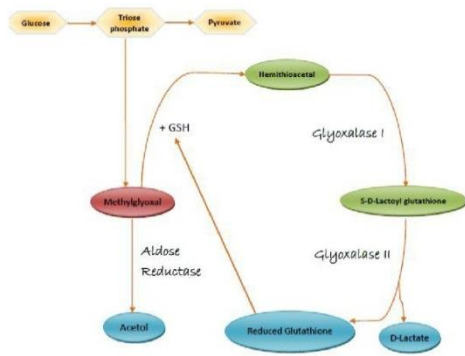 Glucose
Triose
phosphate
Pyruvate
Hemithioacetal
+ GSH
Glyoxalase I
Methylglyoxal
S-D-Lactoyl glutathione
Aldose
Reductase
Glyoxalase II
Acetol
Reduced Glutathione
D-Lactate